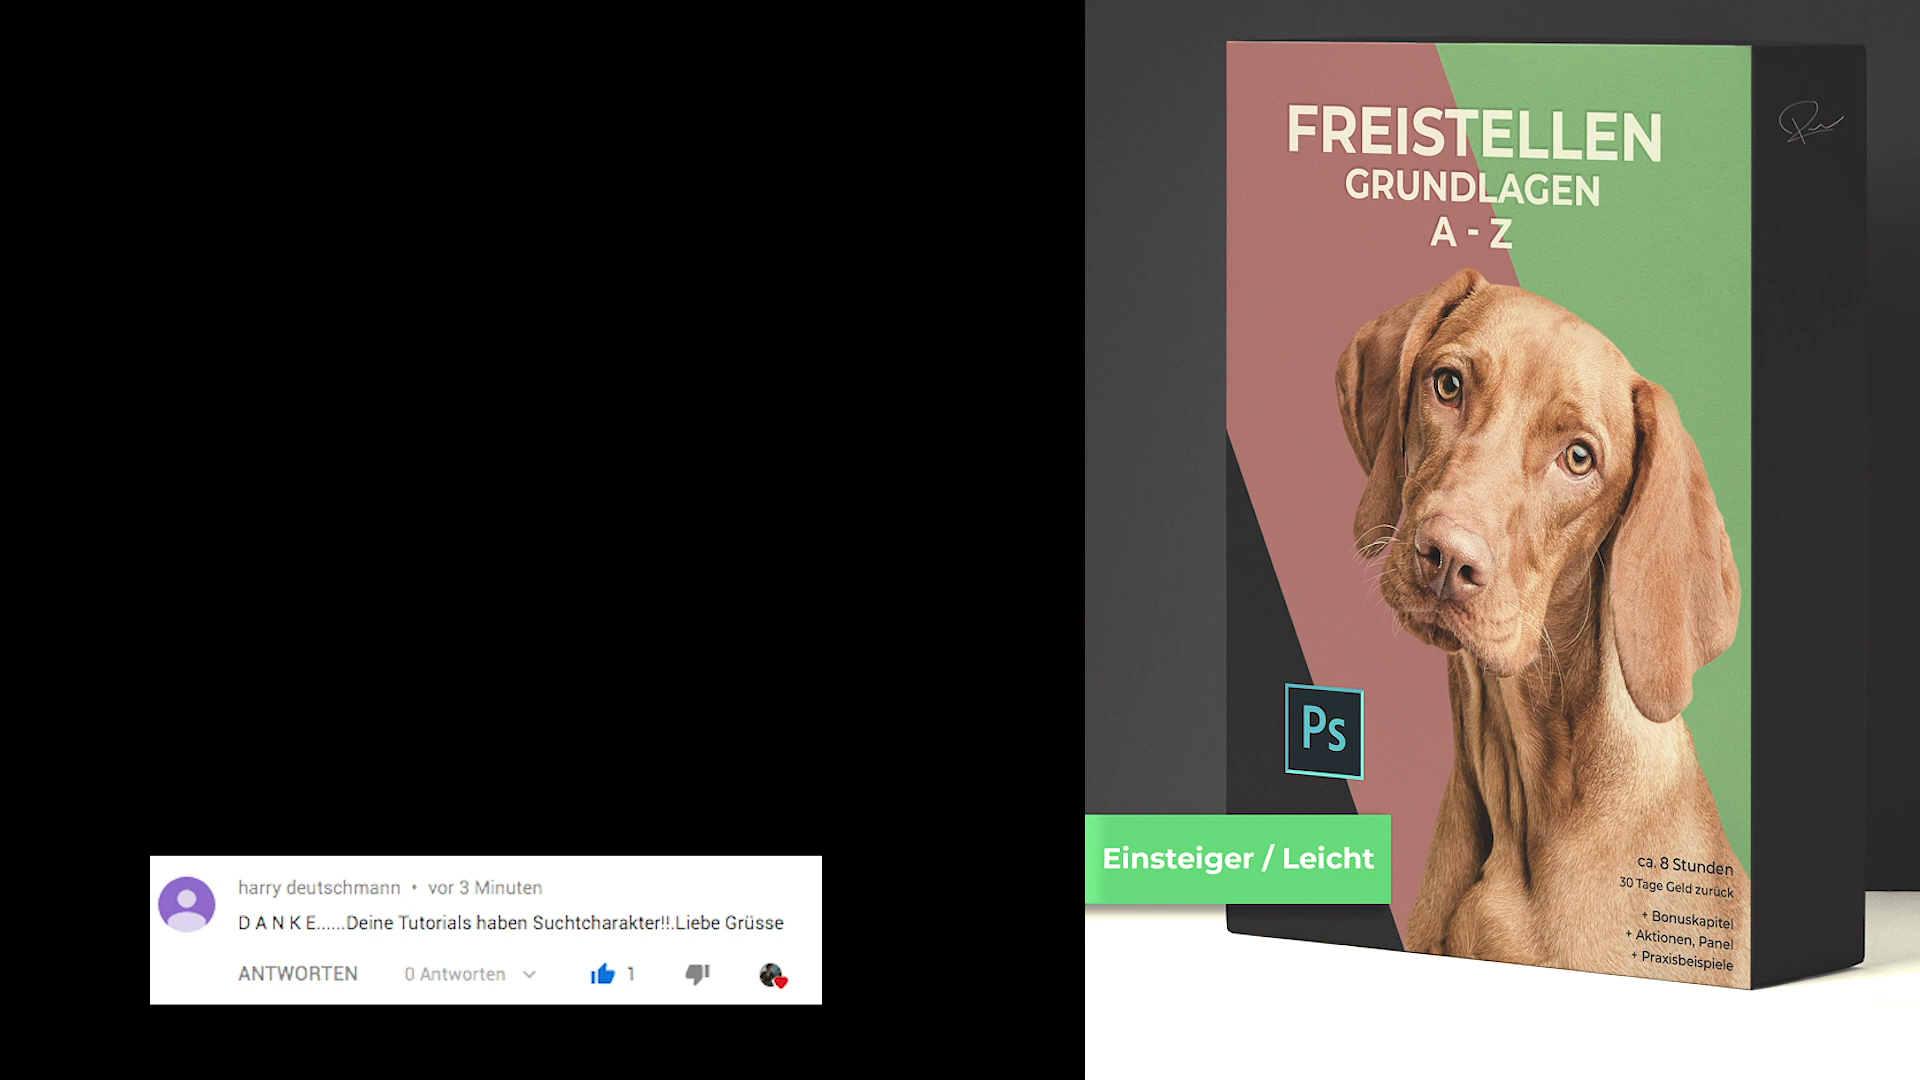 FREISTELLEN
GRUNDLAGEN
A - Z
Ps
Einsteiger / Leicht
ca. 8 Stunden
30 Tage Geld zurück
+ Bonuskapitel
+ Aktionen, Panel
+ Praxisbeispiele
harry deutschmann • vor 3 Minuten
D A N K E......Deine Tutorials haben Suchtcharakter!!.Liebe Grüsse
ANTWORTEN 0 Antworten 1